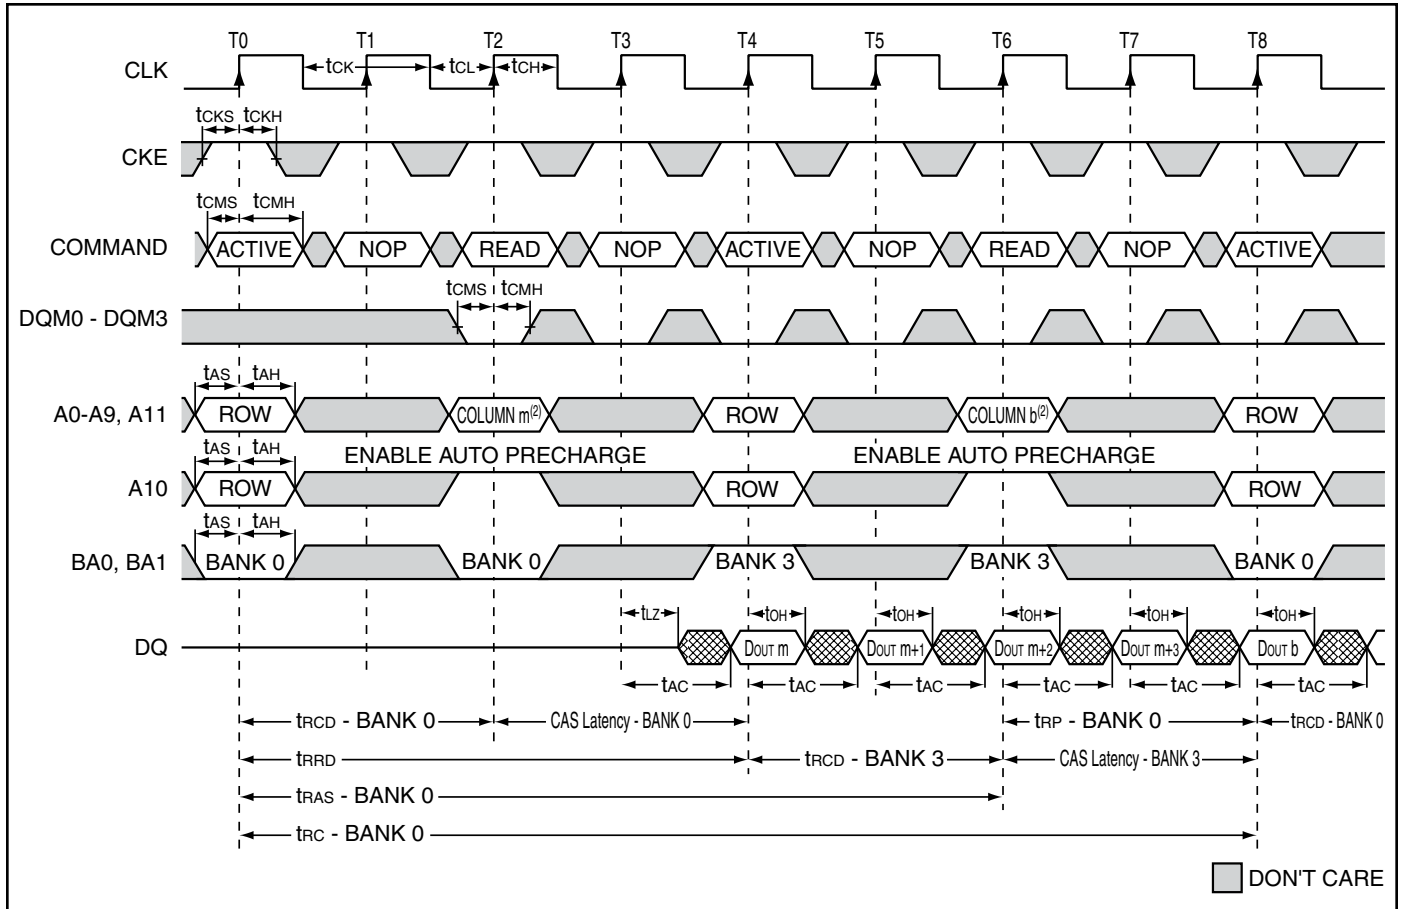 T0 T1 T2 T3 T4 T5 T6 T7 T8
CLK tCK tCL tCH
tCKS tCKH
CKE
tCMS tCMH
COMMAND ACTIVE NOP READ NOP ACTIVE NOP READ NOP ACTIVE
tCMS tCMH
DQM0 - DQM3
tAS tAH
A0-A9, A11 ROW COLUMN m(2) ROW COLUMN b(2) ROW
tAS tAH ENABLE AUTO PRECHARGE ENABLE AUTO PRECHARGE
A10 ROW ROW ROW
tAS tAH
BA0, BA1 BANK 0 BANK 0 BANK 3 BANK 3 BANK 0
tLZ tOH tOH tOH tOH tOH
DQ DOUT m DOUT m+1 DOUT m+2 DOUT m+3 DOUT b
tAC tAC tAC tAC tAC tAC
tRCD - BANK 0 CAS Latency - BANK 0 tRP - BANK 0 tRCD - BANK 0
tRRD tRCD - BANK 3 CAS Latency - BANK 3
tRAS - BANK 0
tRC - BANK 0
DON'T CARE